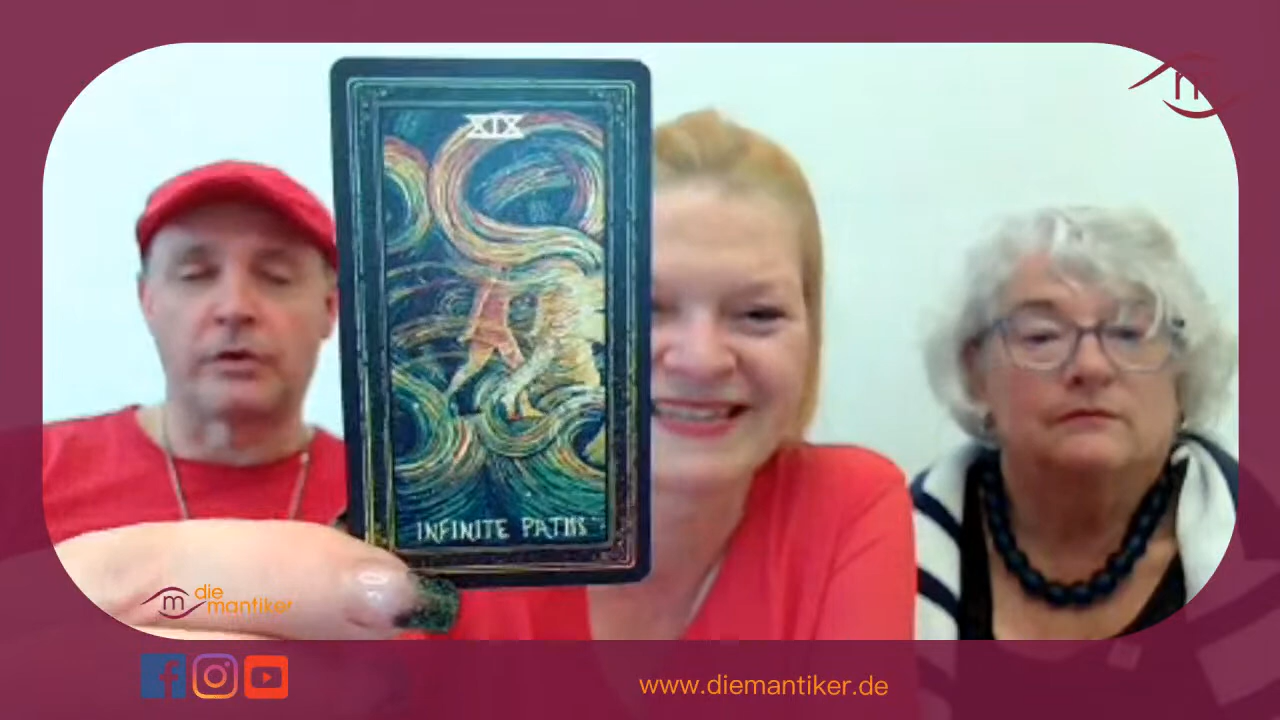 XIX
m
INFINITE PATHS
m
die
mantiker
www.diemantiker.de